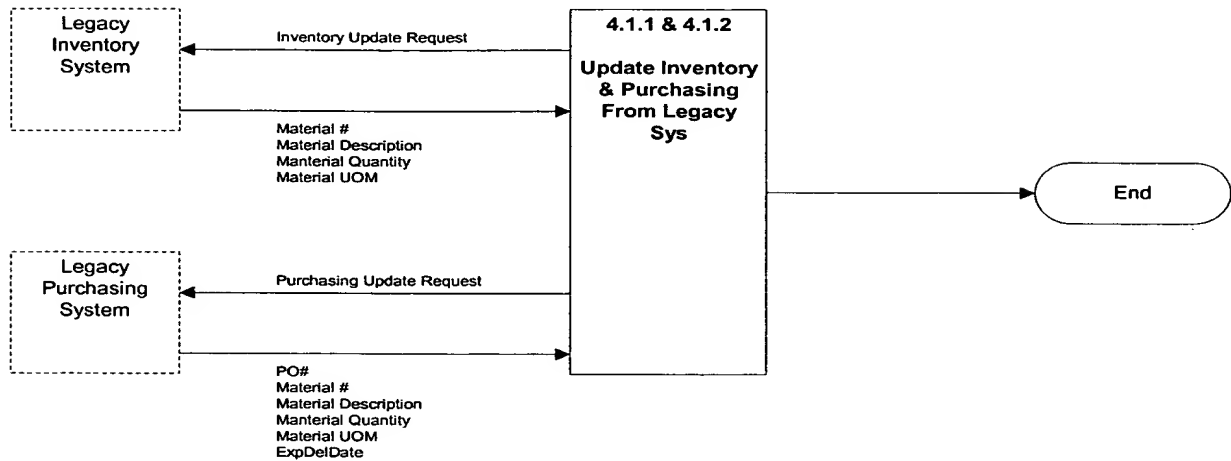 Legacy
Inventory
System
Inventory Update Request
Material #
Material Description
Manterial Quantity
Material UOM
4.1.1 & 4.1.2
Update Inventory
& Purchasing
From Legacy
Sys
End
Legacy
Purchasing
System
Purchasing Update Request
PO#
Material #
Material Description
Manterial Quantity
Material UOM
ExpDelDate